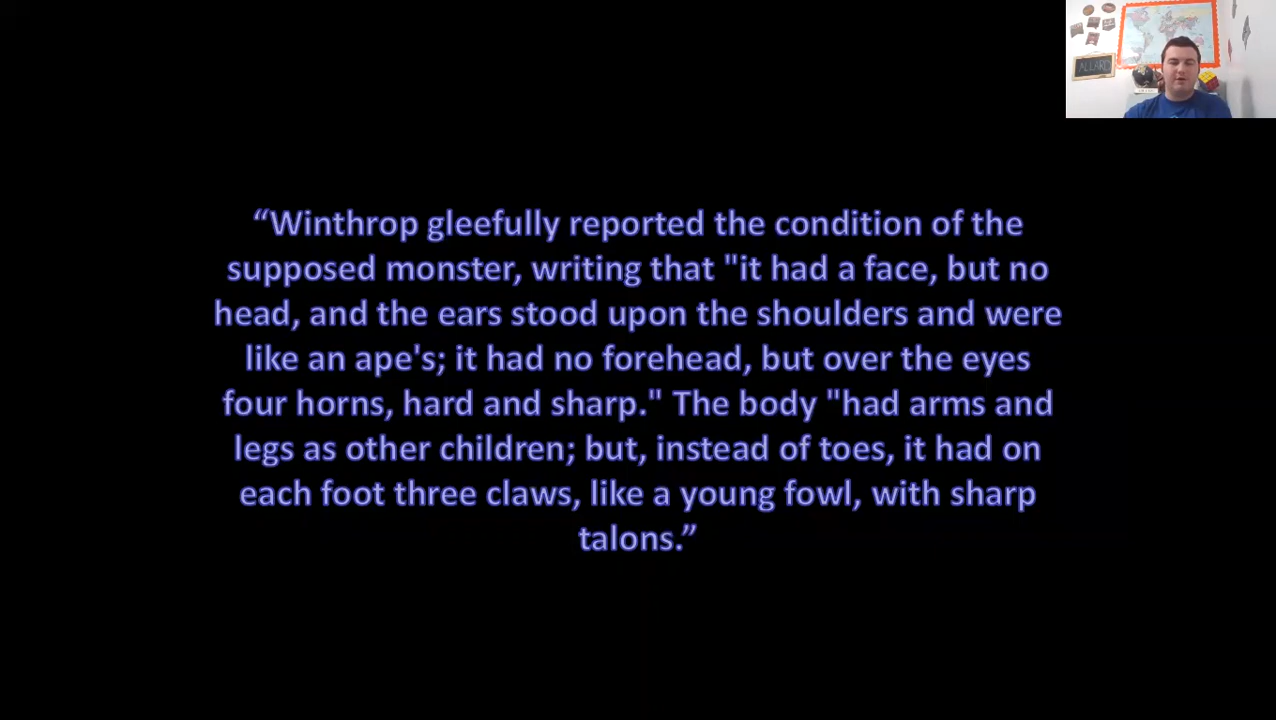 “Winthrop gleefully reported the condition of the
supposed monster, writing that "it had a face, but no
head, and the ears stood upon the shoulders and were
like an ape's; it had no forehead, but over the eyes
four horns, hard and sharp." The body "had arms and
legs as other children; but, instead of toes, it had on
each foot three claws, like a young fowl, with sharp
talons.”
ALLARD